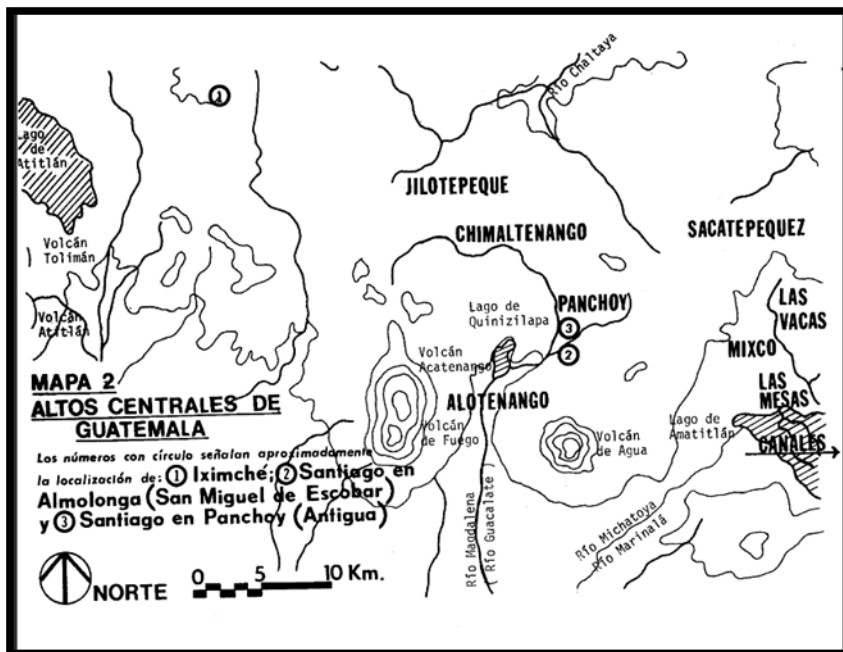 1
Río Chaltaya
Lago
de
Atitlán
JILOTEPEQUE
CHIMALTENANGO
SACATEPEQUEZ
Volcán
Tolimán
Volcán
Atitlán
Lago de
Quinizilapa
PANCHOY
3
2
LAS
VACAS
MIXCO
LAS
MESAS
CANALES
Volcán
Acatenango
ALOTENANGO
Volcán
de Fuego
Volcán
de Agua
Lago de
Amatitlán
Río Magdalena
( Río Guacalate )
Río Michatoya
Río Marinalá
MAPA 2
ALTOS CENTRALES DE
GUATEMALA
Los números con círculo señalan aproximadamente
la localización de: 1 Iximché; 2 Santiago en
Almolonga (San Miguel de Escobar)
y 3 Santiago en Panchoy (Antigua)
NORTE
0 5 10 Km.